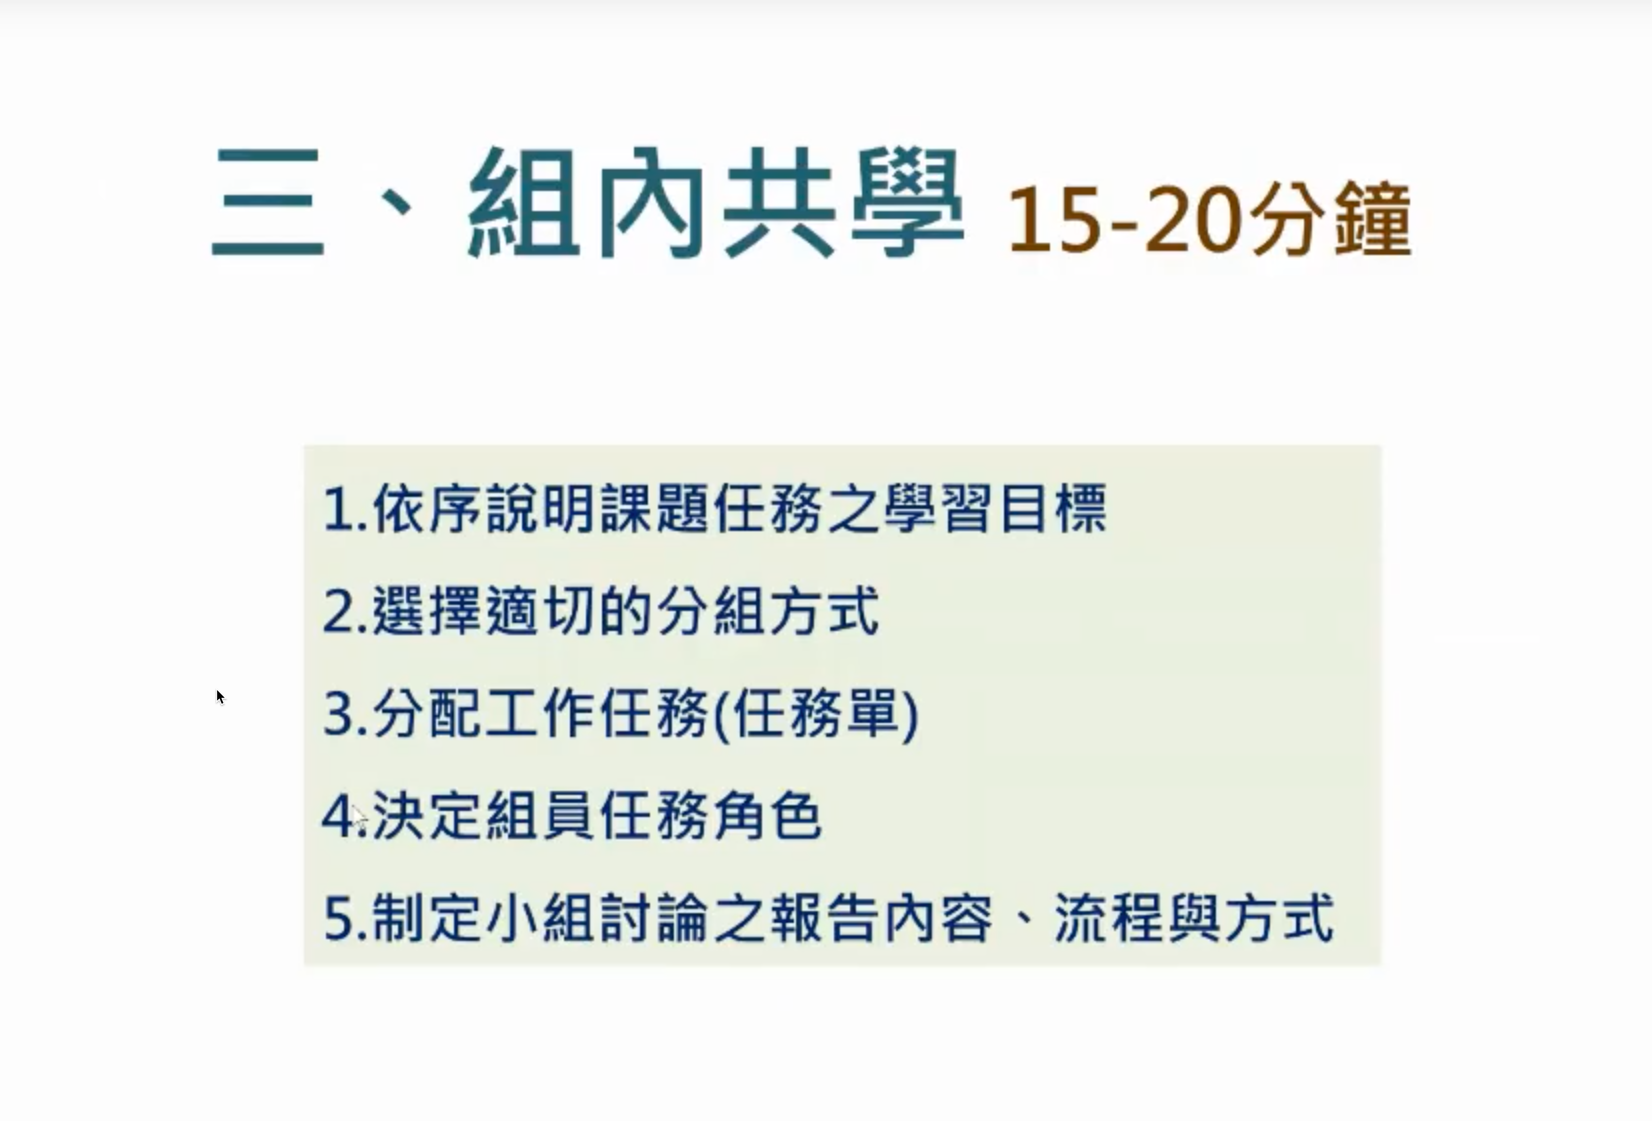 三、組內共學 15-20分鐘
1.依序說明課題任務之學習目標
2.選擇適切的分組方式
3.分配工作任務(任務單)
4.決定組員任務角色
5.制定小組討論之報告內容、流程與方式